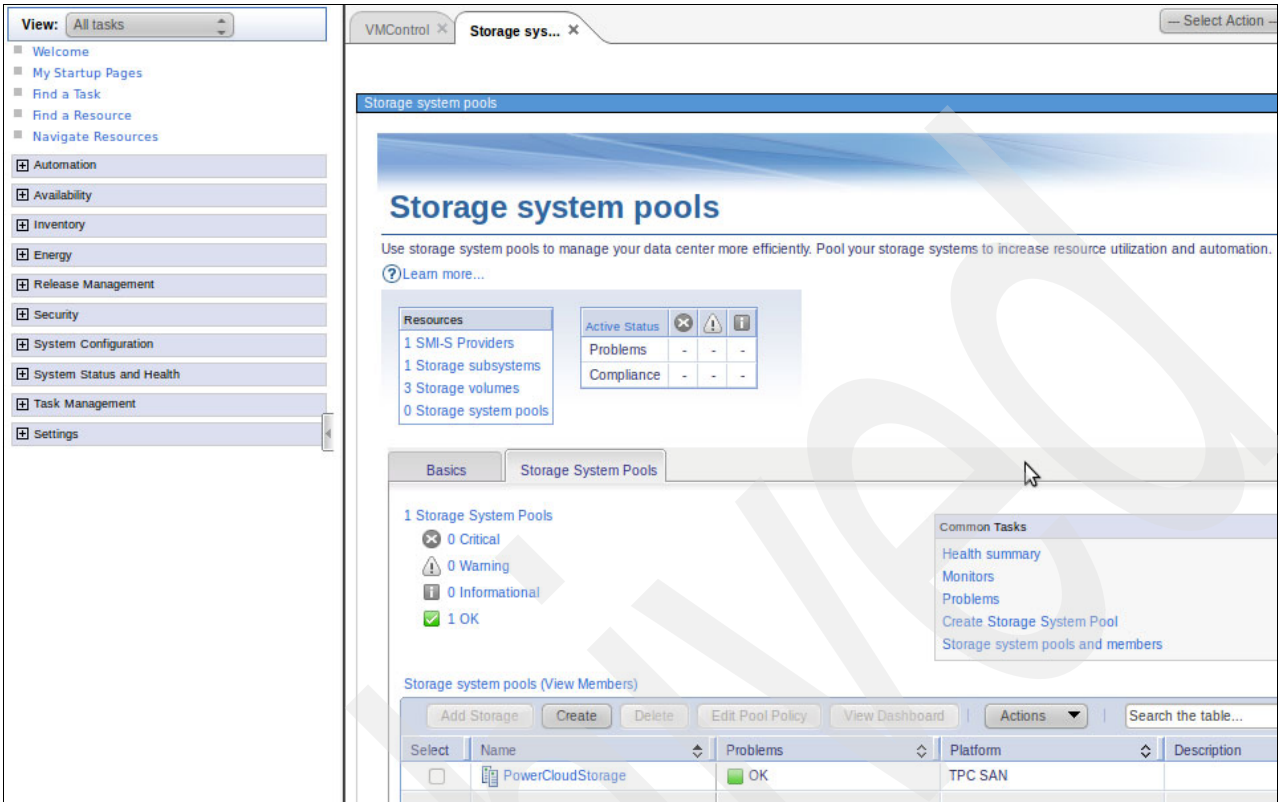 View: All tasks
Welcome
My Startup Pages
Find a Task
Find a Resource
Navigate Resources
Automation
Availability
Inventory
Energy
Release Management
Security
System Configuration
System Status and Health
Task Management
Settings
VMControl
Storage sys...
--- Select Action --
Storage system pools
Storage system pools
Use storage system pools to manage your data center more efficiently. Pool your storage systems to increase resource utilization and automation.
Learn more...
Resources
1 SMI-S Providers
1 Storage subsystems
3 Storage volumes
0 Storage system pools
Active Status
Problems - - -
Compliance - - -
Basics Storage System Pools
1 Storage System Pools
0 Critical
0 Warning
0 Informational
1 OK
Common Tasks
Health summary
Monitors
Problems
Create Storage System Pool
Storage system pools and members
Storage system pools (View Members)
Add Storage Create Delete Edit Pool Policy View Dashboard | Actions | Search the table...
Select Name Problems Platform Description
PowerCloudStorage OK TPC SAN